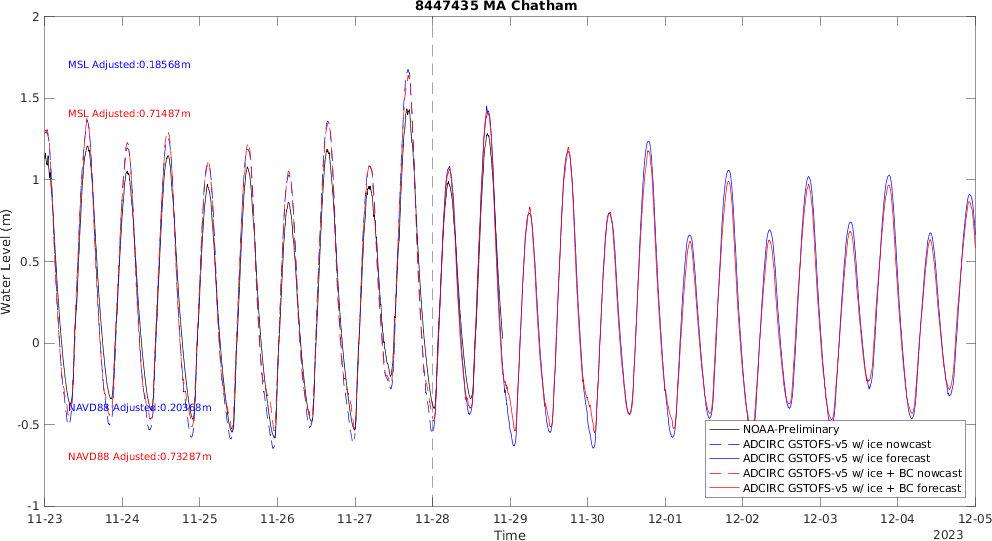 8447435 MA Chatham
2
1.5
1
0.5
0
-0.5
-1
Water Level (m)
MSL Adjusted:0.18568m
MSL Adjusted:0.71487m
NAVD88 Adjusted:0.20368m
NAVD88 Adjusted:0.73287m
NOAA-Preliminary
ADCIRC GSTOFS-v5 w/ ice nowcast
ADCIRC GSTOFS-v5 w/ ice forecast
ADCIRC GSTOFS-v5 w/ ice + BC nowcast
ADCIRC GSTOFS-v5 w/ ice + BC forecast
11-23 11-24 11-25 11-26 11-27 11-28 11-29 11-30 12-01 12-02 12-03 12-04 12-05
Time
2023